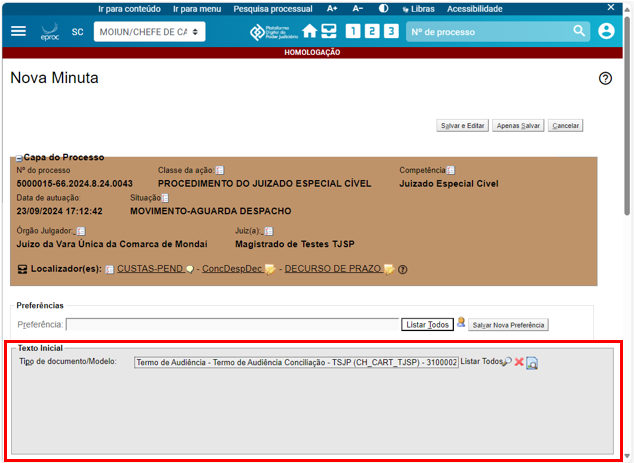 Ir para conteúdo Ir para menu Pesquisa processual A+ A− Libras Acessibilidade
eproc SC MOIUN/CHEFE DE CA Plataforma Digital do Poder Judiciário 1 2 3 Nº de processo
HOMOLOGAÇÃO
Nova Minuta
Salvar e Editar Apenas Salvar Cancelar
Capa do Processo
Nº do processo Classe da ação: Competência
5000015-66.2024.8.24.0043 PROCEDIMENTO DO JUIZADO ESPECIAL CÍVEL Juizado Especial Cível
Data de autuação: Situação
23/09/2024 17:12:42 MOVIMENTO-AGUARDA DESPACHO
Órgão Julgador: Juiz(a):
Juízo da Vara Única da Comarca de Mondaí Magistrado de Testes TJSP
Localizador(es): CUSTAS-PEND - ConcDespDec - DECURSO DE PRAZO
Preferências
Preferência: Listar Todos Salvar Nova Preferência
Texto Inicial
Tipo de documento/Modelo: Termo de Audiência - Termo de Audiência Conciliação - TSJP (CH_CART_TJSP) - 3100002 Listar Todos